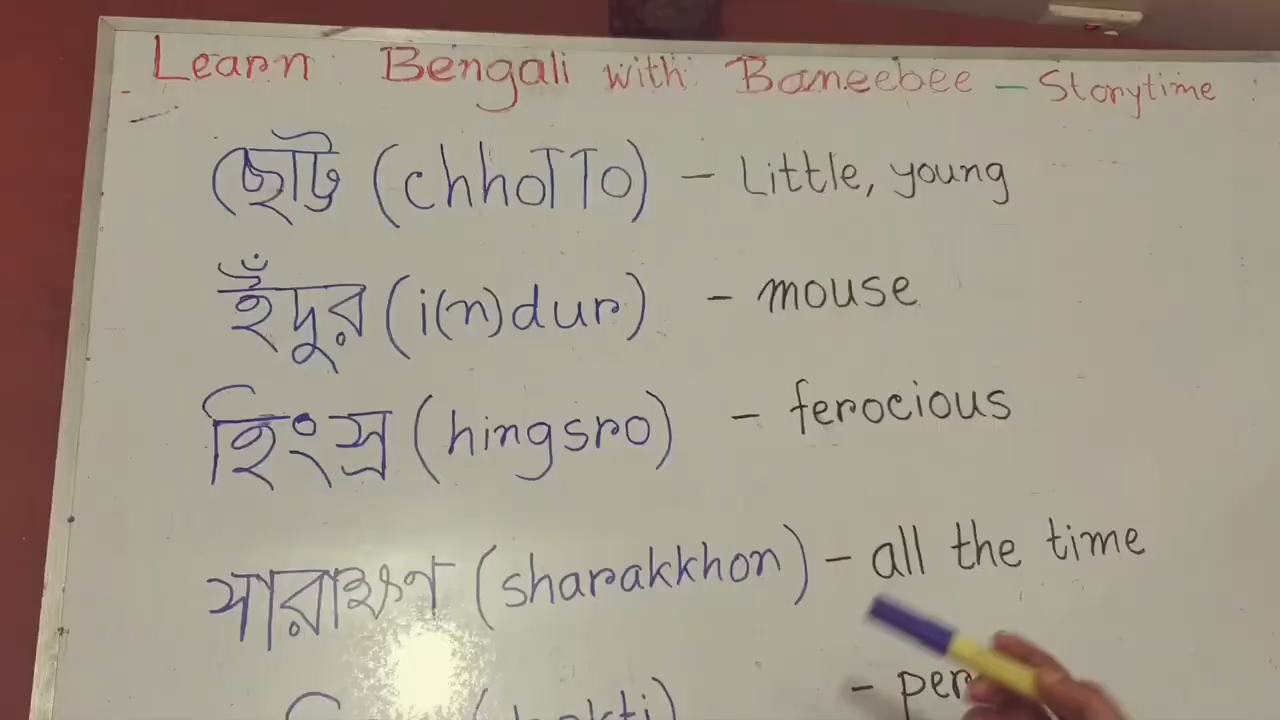 Learn Bengali with Baneebee - Storytime
ছোট্ট (chhoTTo) - Little, young
ইঁদুর (i(n)dur) - mouse
হিংস্র (hingsro) - ferocious
সারাক্ষণ (sharakkhon) - all the time